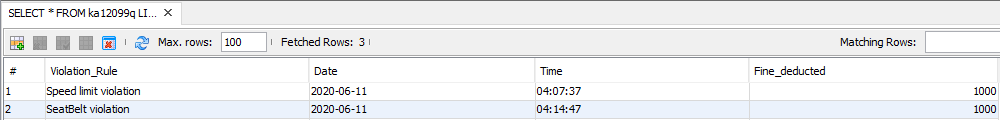 SELECT * FROM ka12099q LI...
Max. rows: 100 Fetched Rows: 3 Matching Rows:
# Violation_Rule Date Time Fine_deducted
1 Speed limit violation 2020-06-11 04:07:37 1000
2 SeatBelt violation 2020-06-11 04:14:47 1000